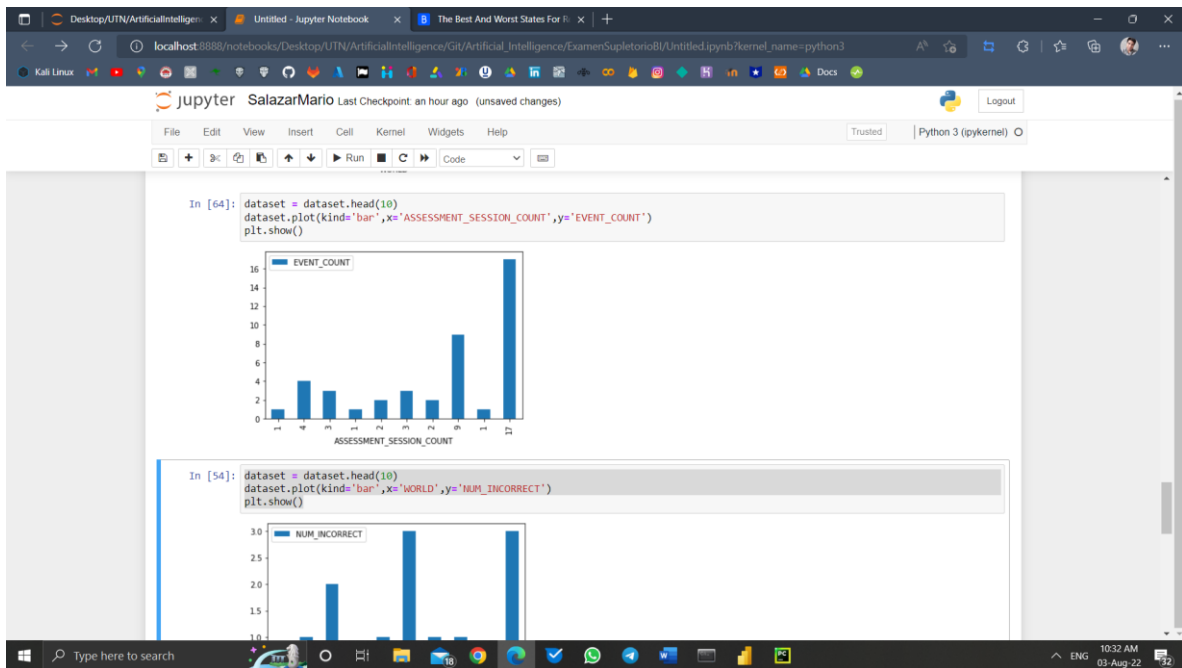 Desktop/UTN/ArtificialIntelligen
Untitled - Jupyter Notebook
The Best And Worst States For R
localhost:8888/notebooks/Desktop/UTN/ArtificialIntelligence/Git/Artificial_Intelligence/ExamenSupletorioBI/Untitled.ipynb?kernel_name=python3
Kali Linux
Docs
jupyter SalazarMario Last Checkpoint: an hour ago (unsaved changes)
Logout
File Edit View Insert Cell Kernel Widgets Help
Trusted
Python 3 (ipykernel)
Run
Code
In [64]: dataset = dataset.head(10)
dataset.plot(kind='bar',x='ASSESSMENT_SESSION_COUNT',y='EVENT_COUNT')
plt.show()
EVENT_COUNT
16
14
12
10
8
6
4
2
0
1 4 3 1 2 3 2 9 1 17
ASSESSMENT_SESSION_COUNT
In [54]: dataset = dataset.head(10)
dataset.plot(kind='bar',x='WORLD',y='NUM_INCORRECT')
plt.show()
NUM_INCORRECT
3.0
2.5
2.0
1.5
1.0
Type here to search
18
ENG
10:32 AM
03-Aug-22
32